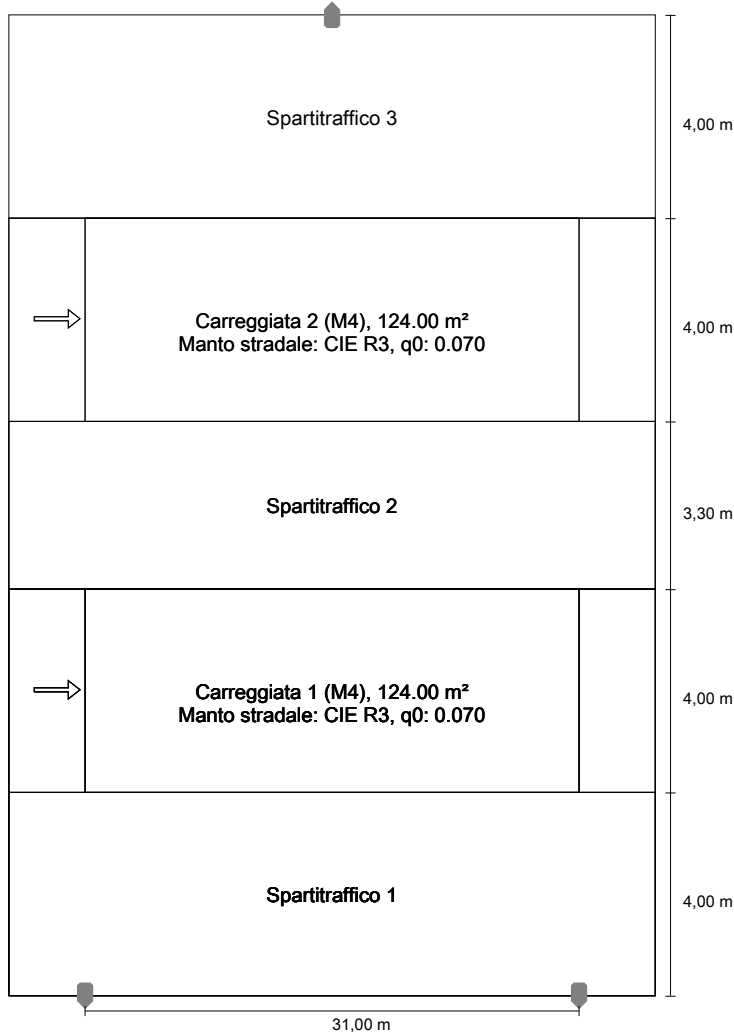 Spartitraffico 3
4,00 m
Carreggiata 2 (M4), 124.00 m²
Manto stradale: CIE R3, q0: 0.070
4,00 m
Spartitraffico 2
3,30 m
Carreggiata 1 (M4), 124.00 m²
Manto stradale: CIE R3, q0: 0.070
4,00 m
Spartitraffico 1
4,00 m
31,00 m